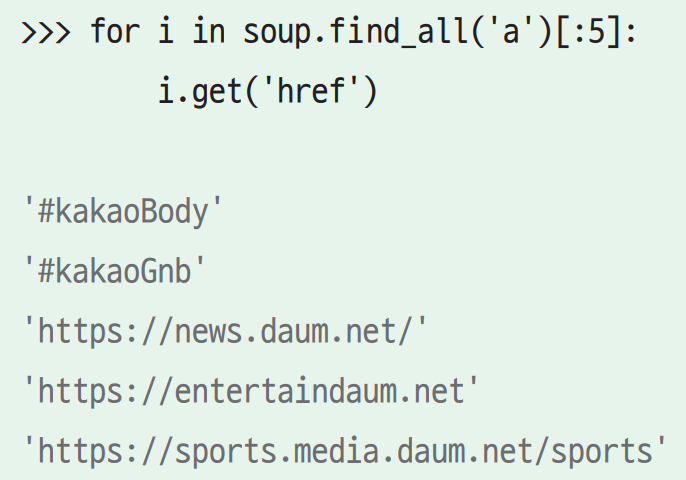 >>> for i in soup.find_all('a')[:5]:
        i.get('href')
'#kakaoBody'
'#kakaoGnb'
'https://news.daum.net/'
'https://entertaindaum.net'
'https://sports.media.daum.net/sports'